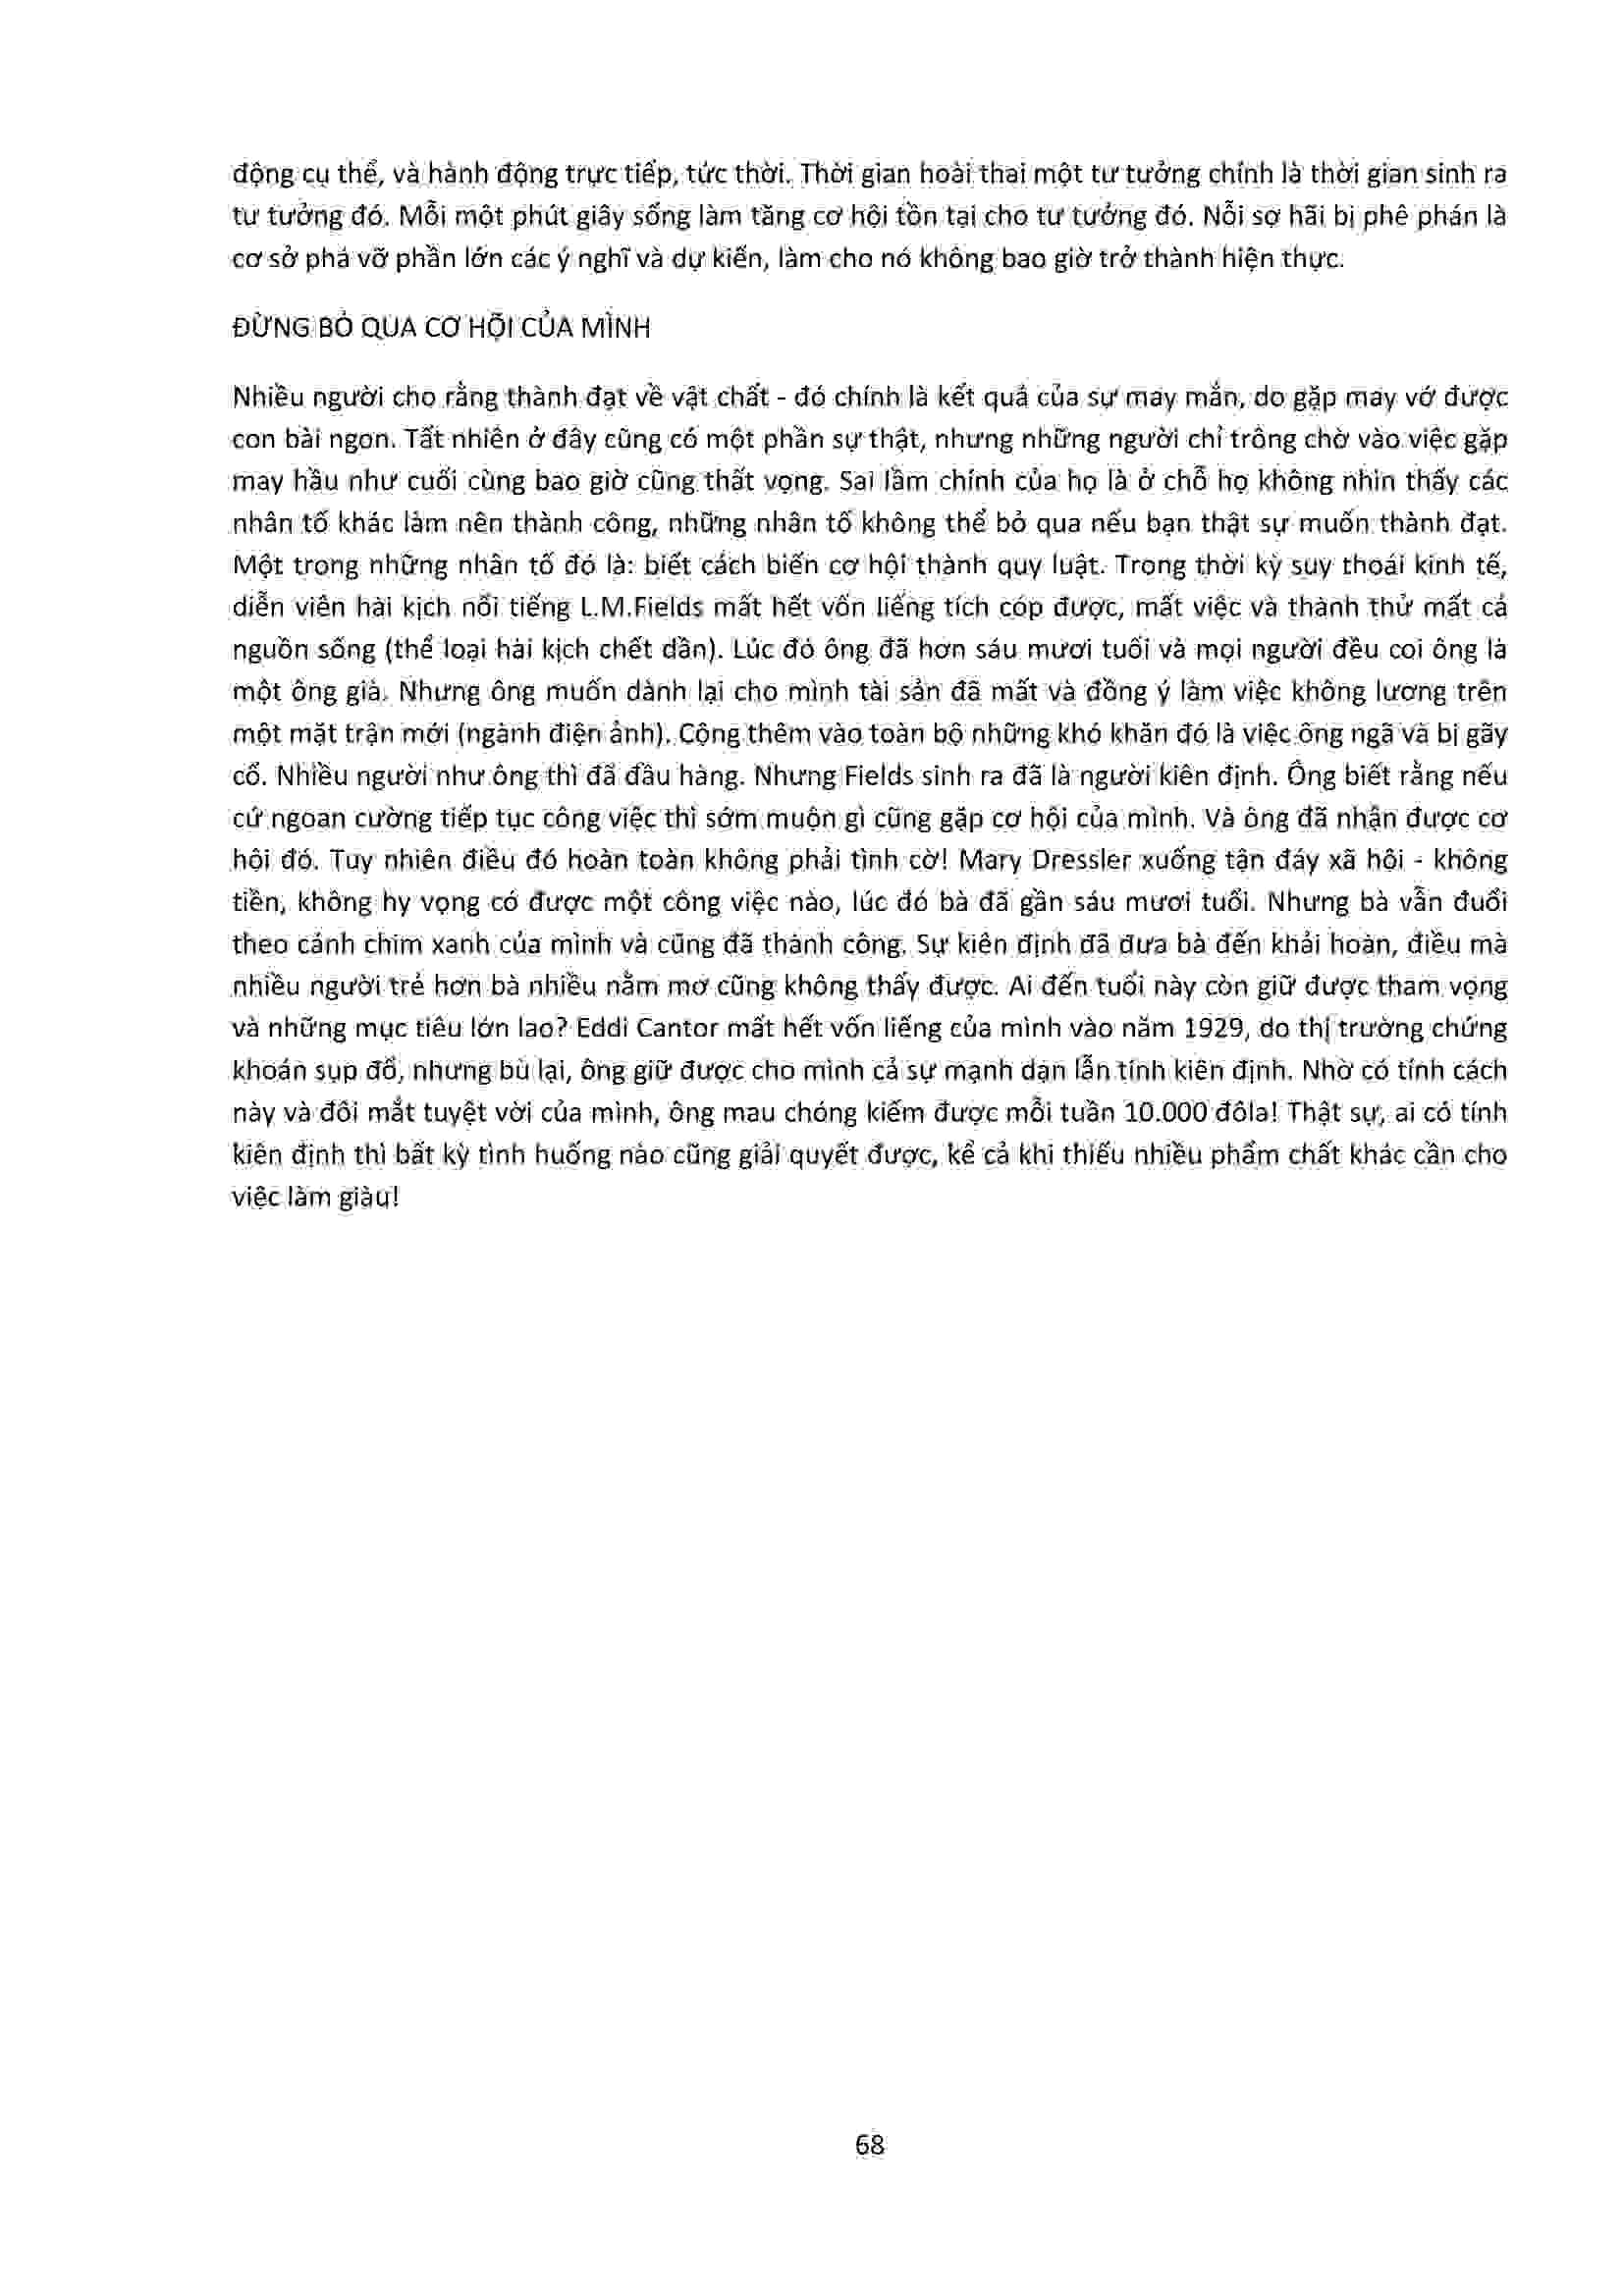 động cụ thể, và hành động trực tiếp, tức thời. Thời gian hoài thai một tư tưởng chính là thời gian sinh ra
tư tưởng đó. Mỗi một phút giây sống làm tăng cơ hội tồn tại cho tư tưởng đó. Nỗi sợ hãi bị phê phán là
cơ sở phá vỡ phần lớn các ý nghĩ và dự kiến, làm cho nó không bao giờ trở thành hiện thực.
ĐỪNG BỎ QUA CƠ HỘI CỦA MÌNH
Nhiều người cho rằng thành đạt về vật chất - đó chính là kết quả của sự may mắn, do gặp may vớ được
con bài ngon. Tất nhiên ở đây cũng có một phần sự thật, nhưng những người chỉ trông chờ vào việc gặp
may hầu như cuối cùng bao giờ cũng thất vọng. Sai lầm chính của họ là ở chỗ họ không nhìn thấy các
nhân tố khác làm nên thành công, những nhân tố không thể bỏ qua nếu bạn thật sự muốn thành đạt.
Một trong những nhân tố đó là: biết cách biến cơ hội thành quy luật. Trong thời kỳ suy thoái kinh tế,
diễn viên hài kịch nổi tiếng L.M.Fields mất hết vốn liếng tích cóp được, mất việc và thành thử mất cả
nguồn sống (thể loại hài kịch chết dần). Lúc đó ông đã hơn sáu mươi tuổi và mọi người đều coi ông là
một ông già. Nhưng ông muốn dành lại cho mình tài sản đã mất và đồng ý làm việc không lương trên
một mặt trận mới (ngành điện ảnh). Cộng thêm vào toàn bộ những khó khăn đó là việc ông ngã và bị gãy
cổ. Nhiều người như ông thì đã đầu hàng. Nhưng Fields sinh ra đã là người kiên định. Ông biết rằng nếu
cứ ngoan cường tiếp tục công việc thì sớm muộn gì cũng gặp cơ hội của mình. Và ông đã nhận được cơ
hội đó. Tuy nhiên điều đó hoàn toàn không phải tình cờ! Mary Dressler xuống tận đáy xã hội - không
tiền, không hy vọng có được một công việc nào, lúc đó bà đã gần sáu mươi tuổi. Nhưng bà vẫn đuổi
theo cánh chim xanh của mình và cũng đã thành công. Sự kiên định đã đưa bà đến khải hoàn, điều mà
nhiều người trẻ hơn bà nhiều nằm mơ cũng không thấy được. Ai đến tuổi này còn giữ được tham vọng
và những mục tiêu lớn lao? Eddi Cantor mất hết vốn liếng của mình vào năm 1929, do thị trường chứng
khoán sụp đổ, nhưng bù lại, ông giữ được cho mình cả sự mạnh dạn lẫn tính kiên định. Nhờ có tính cách
này và đôi mắt tuyệt vời của mình, ông mau chóng kiếm được mỗi tuần 10.000 đôla! Thật sự, ai có tính
kiên định thì bất kỳ tình huống nào cũng giải quyết được, kể cả khi thiếu nhiều phẩm chất khác cần cho
việc làm giàu!
68